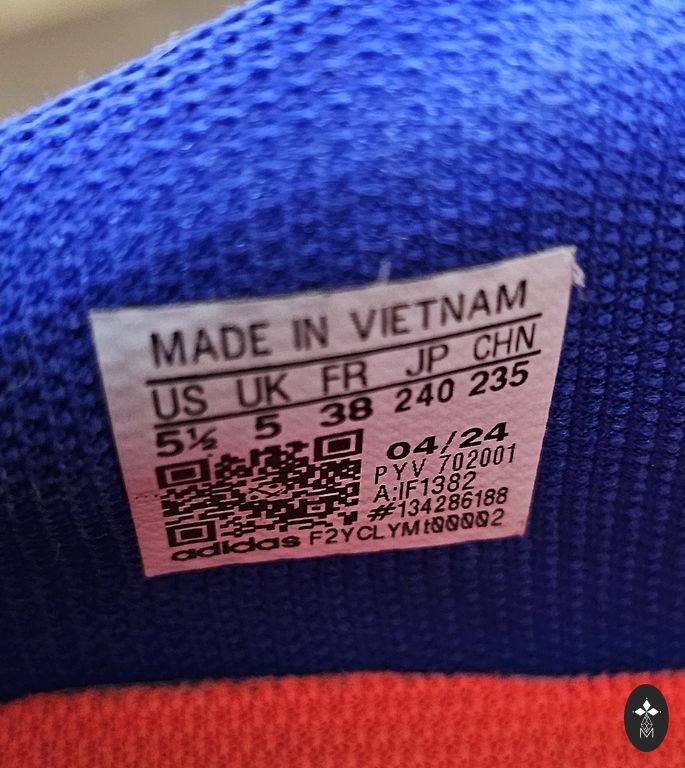 MADE IN VIETNAM
US UK FR JP CHN
5½ 5 38 240 235
04/24
PYV 702001
A:IF1382
#134286188
adidas F2YCLYMt00002
M